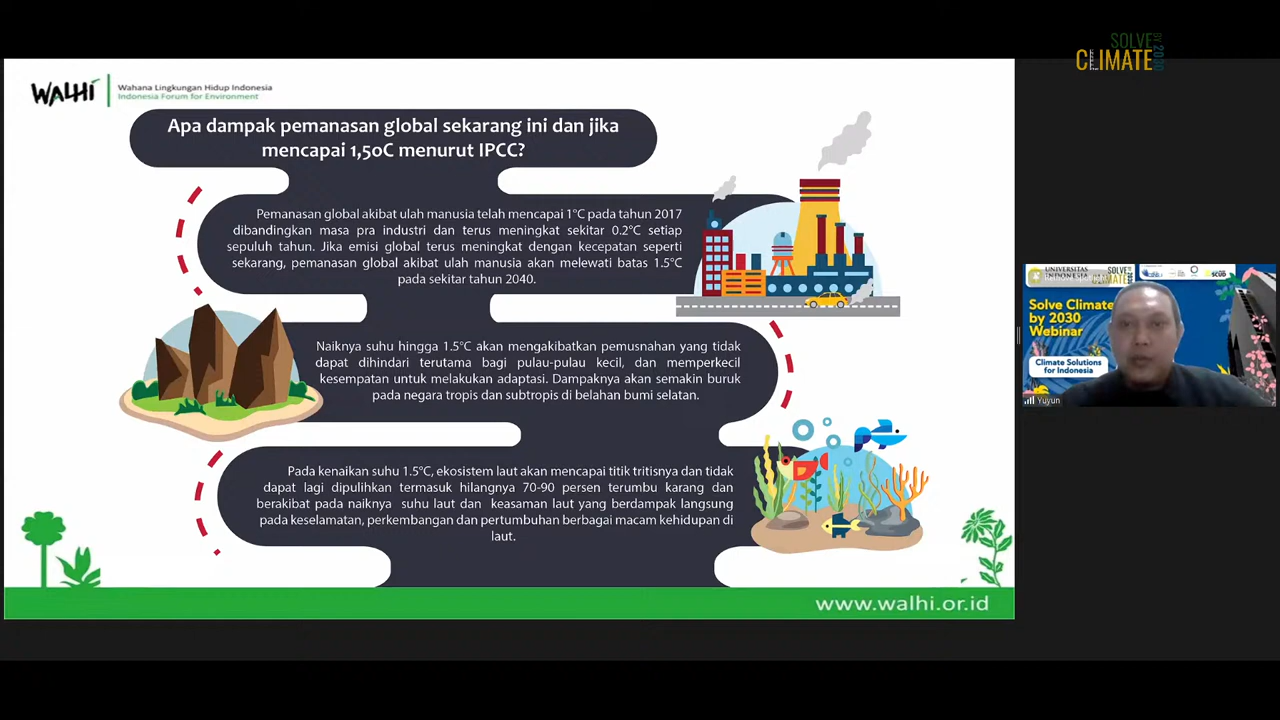 SOLVE
CLIMATE
BY 2030
WALHI
Wahana Lingkungan Hidup Indonesia
Indonesia Forum for Environment
Apa dampak pemanasan global sekarang ini dan jika
mencapai 1,50C menurut IPCC?
Pemanasan global akibat ulah manusia telah mencapai 1°C pada tahun 2017
dibandingkan masa pra industri dan terus meningkat sekitar 0.2°C setiap
sepuluh tahun. Jika emisi global terus meningkat dengan kecepatan seperti
sekarang, pemanasan global akibat ulah manusia akan melewati batas 1.5°C
pada sekitar tahun 2040.
Naiknya suhu hingga 1.5°C akan mengakibatkan pemusnahan yang tidak
dapat dihindari terutama bagi pulau-pulau kecil, dan memperkecil
kesempatan untuk melakukan adaptasi. Dampaknya akan semakin buruk
pada negara tropis dan subtropis di belahan bumi selatan.
Pada kenaikan suhu 1.5°C, ekosistem laut akan mencapai titik tritisnya dan tidak
dapat lagi dipulihkan termasuk hilangnya 70-90 persen terumbu karang dan
berakibat pada naiknya suhu laut dan keasaman laut yang berdampak langsung
pada keselamatan, perkembangan dan pertumbuhan berbagai macam kehidupan di
laut.
www.walhi.or.id
UNIVERSITAS
SOLVE
CLIMATE
SCUD
Solve Climate
by 2030
Webinar
Climate Solutions
for Indonesia
Yuyun